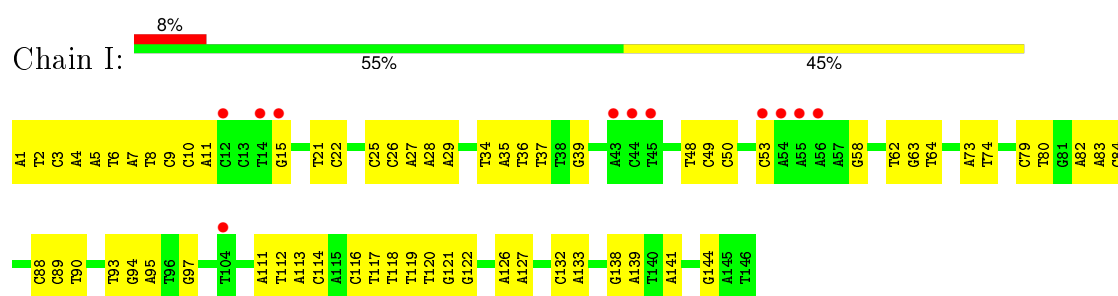 8%
Chain I:
55% 45%
A1 T2 C3 A4 A5 T6 A7 T8 C9 C10 A11 C12 C13 T14 G15 T21 C22 C25 C26 A27 A28 A29 T34 A35 T36 T37 T38 G39 A43 C44 T45 T48 C49 C50 C53 A54 A55 A56 A57 G58 T62 G63 T64 A73 T74 C79 T80 G81 A82 A83
C88 C89 T90 T93 G94 A95 T96 G97 T104 A111 T112 A113 C114 A115 C116 T117 T118 T119 T120 G121 G122 A126 A127 C132 A133 G138 A139 T140 A141 G144 A145 T146